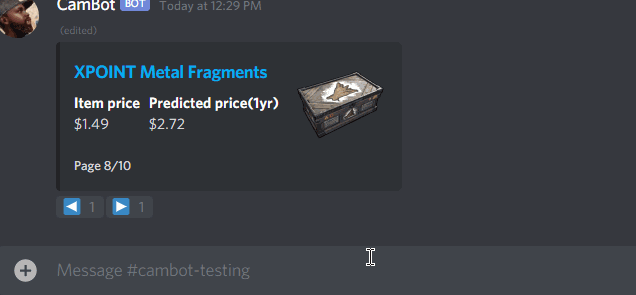 CamBot BOT Today at 12:29 PM
(edited)
XPOINT Metal Fragments
Item price Predicted price(1yr)
$1.49 $2.72
Page 8/10
1 1
Message #cambot-testing